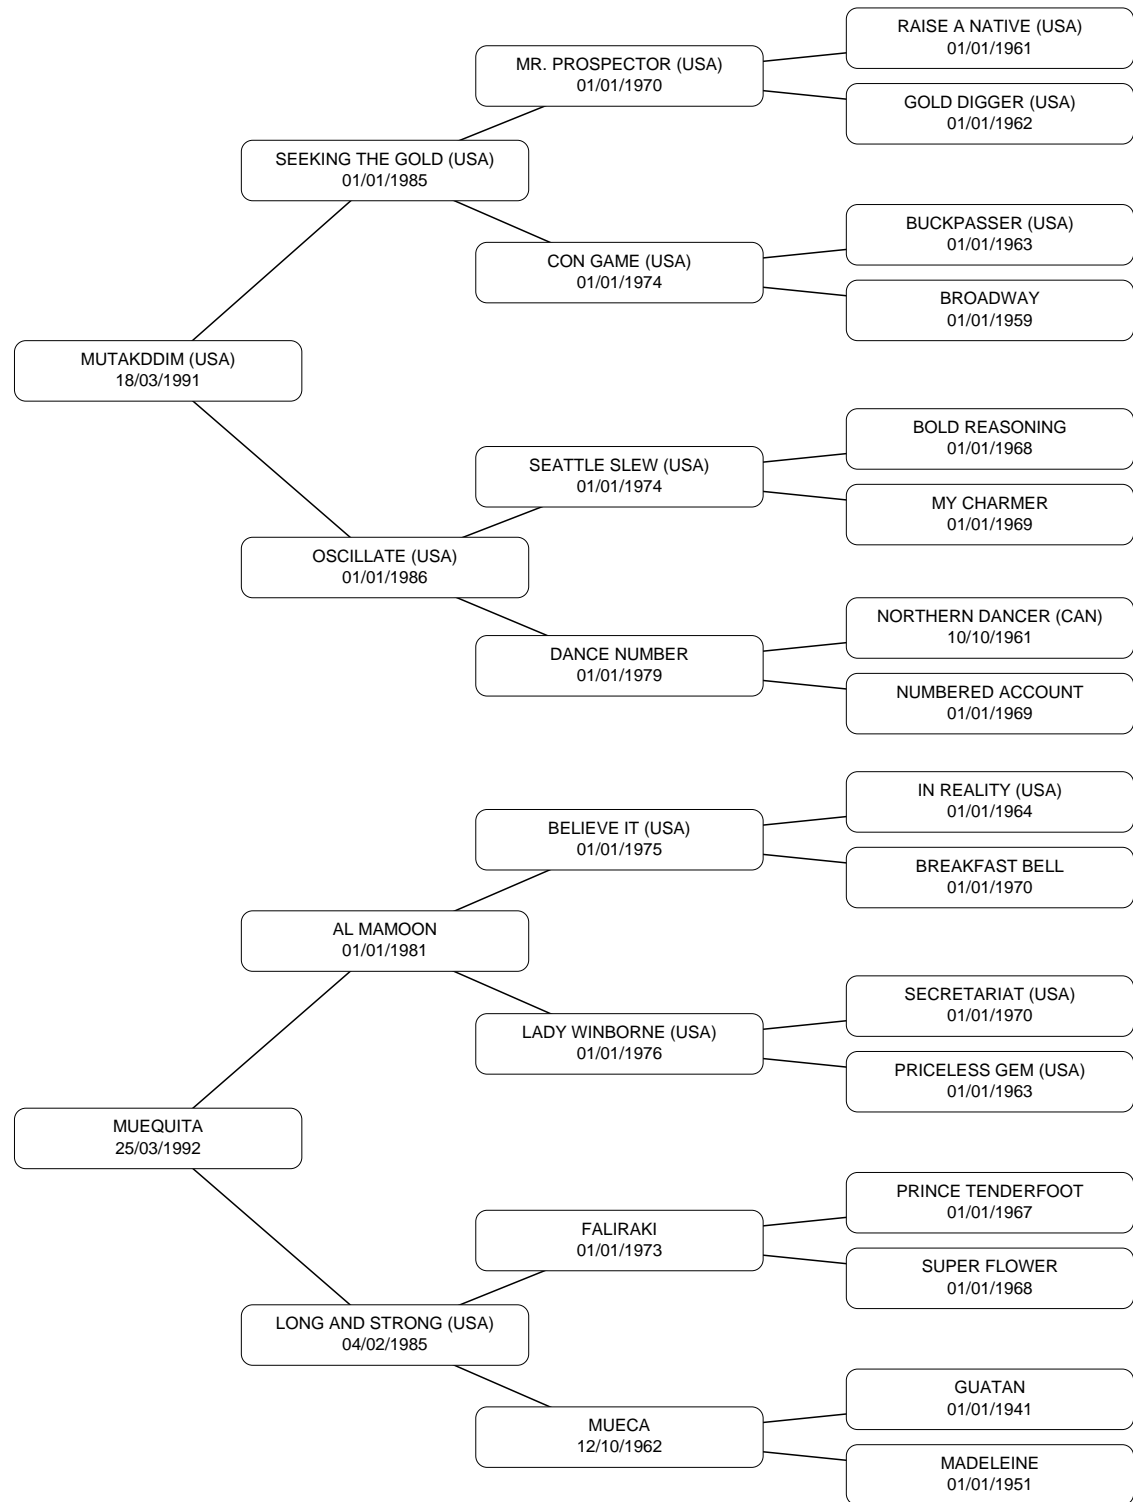 RAISE A NATIVE (USA)
01/01/1961
MR. PROSPECTOR (USA)
01/01/1970
GOLD DIGGER (USA)
01/01/1962
SEEKING THE GOLD (USA)
01/01/1985
BUCKPASSER (USA)
01/01/1963
CON GAME (USA)
01/01/1974
BROADWAY
01/01/1959
MUTAKDDIM (USA)
18/03/1991
BOLD REASONING
01/01/1968
SEATTLE SLEW (USA)
01/01/1974
MY CHARMER
01/01/1969
OSCILLATE (USA)
01/01/1986
NORTHERN DANCER (CAN)
10/10/1961
DANCE NUMBER
01/01/1979
NUMBERED ACCOUNT
01/01/1969
IN REALITY (USA)
01/01/1964
BELIEVE IT (USA)
01/01/1975
BREAKFAST BELL
01/01/1970
AL MAMOON
01/01/1981
SECRETARIAT (USA)
01/01/1970
LADY WINBORNE (USA)
01/01/1976
PRICELESS GEM (USA)
01/01/1963
MUEQUITA
25/03/1992
PRINCE TENDERFOOT
01/01/1967
FALIRAKI
01/01/1973
SUPER FLOWER
01/01/1968
LONG AND STRONG (USA)
04/02/1985
GUATAN
01/01/1941
MUECA
12/10/1962
MADELEINE
01/01/1951